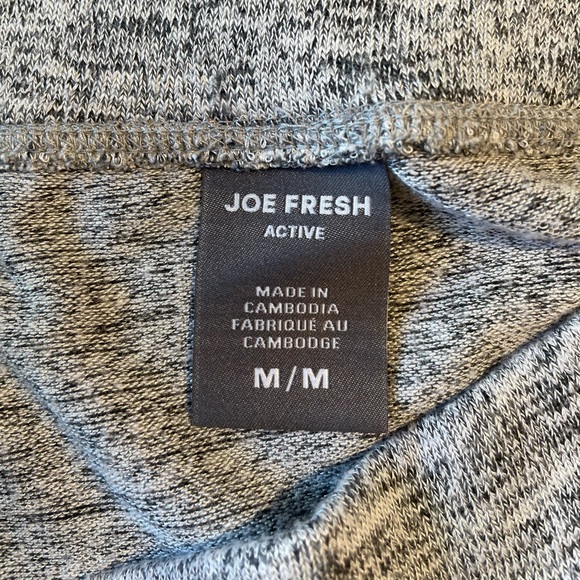 JOE FRESH
ACTIVE
MADE IN
CAMBODIA
FABRIQUÉ AU
CAMBODGE
M/M